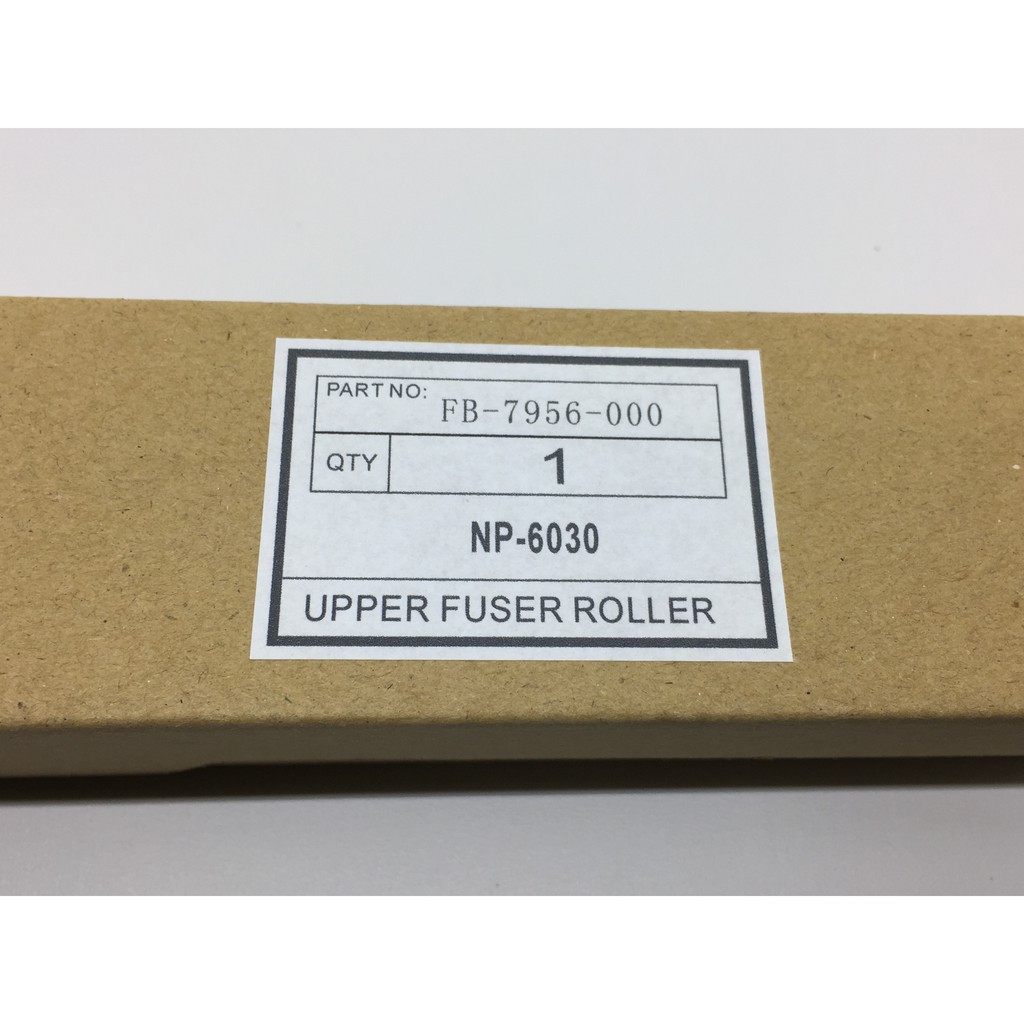 PART NO: FB-7956-000
QTY 1
NP-6030
UPPER FUSER ROLLER